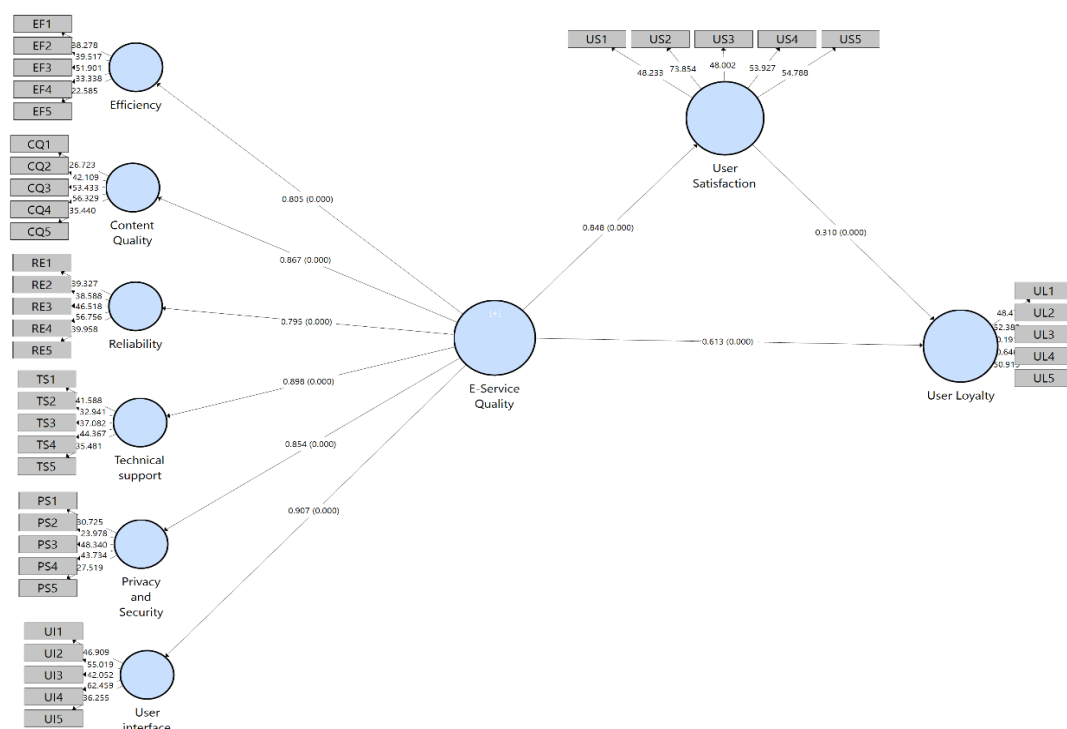 EF1
EF2
EF3
EF4
EF5
38.278
39.517
51.901
33.338
22.585
Efficiency
CQ1
CQ2
CQ3
CQ4
CQ5
26.723
42.109
53.433
56.329
35.440
Content
Quality
RE1
RE2
RE3
RE4
RE5
39.327
38.588
46.518
56.756
39.958
Reliability
TS1
TS2
TS3
TS4
TS5
41.588
32.941
37.082
44.367
35.481
Technical
support
PS1
PS2
PS3
PS4
PS5
30.725
23.978
48.340
43.734
27.519
Privacy
and
Security
UI1
UI2
UI3
UI4
UI5
46.909
55.019
42.052
62.459
36.255
User
interface
0.805 (0.000)
0.867 (0.000)
0.795 (0.000)
0.898 (0.000)
0.854 (0.000)
0.907 (0.000)
[+]
E-Service
Quality
0.848 (0.000)
0.613 (0.000)
US1
US2
US3
US4
US5
48.233
73.854
48.002
53.927
54.788
User
Satisfaction
0.310 (0.000)
UL1
UL2
UL3
UL4
UL5
User Loyalty